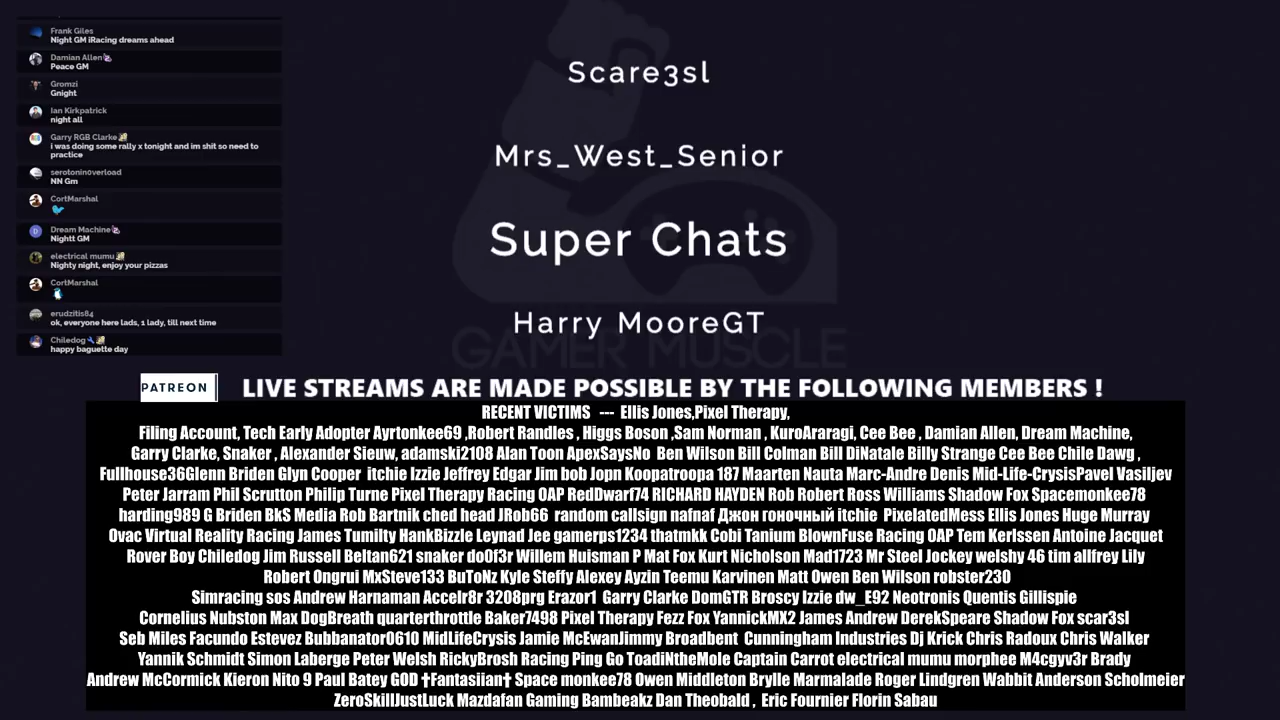 Frank Giles
Night GM iRacing dreams ahead
Damian Allen
Peace GM
Gromzi
Gnight
Ian Kirkpatrick
night all
Garry RGB Clarke
i was doing some rally x tonight and im shit so need to
practice
serotonin0verload
NN Gm
CortMarshal
Dream Machine
Nightt GM
electrical mumu
Nighty night, enjoy your pizzas
CortMarshal
erudzitis84
ok, everyone here lads, 1 lady, till next time
Chiledog
happy baguette day
Scare3sl
Mrs_West_Senior
Super Chats
Harry MooreGT
GAMER MUSCLE
PATREON
LIVE STREAMS ARE MADE POSSIBLE BY THE FOLLOWING MEMBERS !
RECENT VICTIMS --- Ellis Jones,Pixel Therapy,
Filing Account, Tech Early Adopter Ayrtonkee69 ,Robert Randles , Higgs Boson ,Sam Norman , KuroAraragi, Cee Bee , Damian Allen, Dream Machine,
Garry Clarke, Snaker , Alexander Sieuw, adamski2108 Alan Toon ApexSaysNo Ben Wilson Bill Colman Bill DiNatale Billy Strange Cee Bee Chile Dawg ,
Fullhouse36Glenn Briden Glyn Cooper itchie Izzie Jeffrey Edgar Jim bob Jopn Koopatroopa 187 Maarten Nauta Marc-Andre Denis Mid-Life-CrysisPavel Vasiljev
Peter Jarram Phil Scrutton Philip Turne Pixel Therapy Racing OAP RedDwarf74 RICHARD HAYDEN Rob Robert Ross Williams Shadow Fox Spacemonkee78
harding989 G Briden BkS Media Rob Bartnik ched head JRob66 random callsign nafnaf Джон гоночный itchie PixelatedMess Ellis Jones Huge Murray
Ovac Virtual Reality Racing James Tumilty HankBizzle Leynad Jee gamerps1234 thatmkk Cobi Tanium BlownFuse Racing OAP Tem Kerlssen Antoine Jacquet
Rover Boy Chiledog Jim Russell Beltan621 snaker do0f3r Willem Huisman P Mat Fox Kurt Nicholson Mad1723 Mr Steel Jockey welshy 46 tim allfrey Lily
Robert Ongrui MxSteve133 BuToNz Kyle Steffy Alexey Ayzin Teemu Karvinen Matt Owen Ben Wilson robster230
Simracing sos Andrew Harnaman Accelr8r 3208prg Erazor1 Garry Clarke DomGTR Broscy Izzie dw_E92 Neotronis Quentis Gillispie
Cornelius Nubston Max DogBreath quarterthrottle Baker7498 Pixel Therapy Fezz Fox YannickMX2 James Andrew DerekSpeare Shadow Fox scar3sl
Seb Miles Facundo Estevez Bubbanator0610 MidLifeCrysis Jamie McEwanJimmy Broadbent Cunningham Industries Dj Krick Chris Radoux Chris Walker
Yannik Schmidt Simon Laberge Peter Welsh RickyBrosh Racing Ping Go ToadiNtheMole Captain Carrot electrical mumu morphee M4cgyv3r Brady
Andrew McCormick Kieron Nito 9 Paul Batey GOD †Fantasiian† Space monkee78 Owen Middleton Brylle Marmalade Roger Lindgren Wabbit Anderson Scholmeier
ZeroSkillJustLuck Mazdafan Gaming Bambeakz Dan Theobald , Eric Fournier Florin Sabau